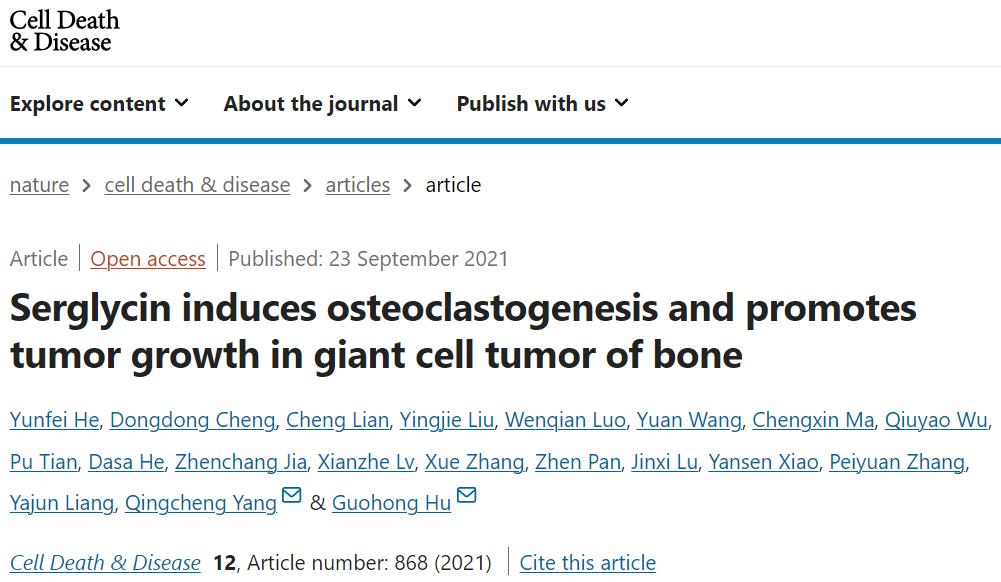 Cell Death
& Disease
Explore content About the journal Publish with us
nature > cell death & disease > articles > article
Article Open access Published: 23 September 2021
Serglycin induces osteoclastogenesis and promotes
tumor growth in giant cell tumor of bone
Yunfei He, Dongdong Cheng, Cheng Lian, Yingjie Liu, Wenqian Luo, Yuan Wang, Chengxin Ma, Qiuyao Wu,
Pu Tian, Dasa He, Zhenchang Jia, Xianzhe Lv, Xue Zhang, Zhen Pan, Jinxi Lu, Yansen Xiao, Peiyuan Zhang,
Yajun Liang, Qingcheng Yang & Guohong Hu
Cell Death & Disease 12, Article number: 868 (2021) Cite this article